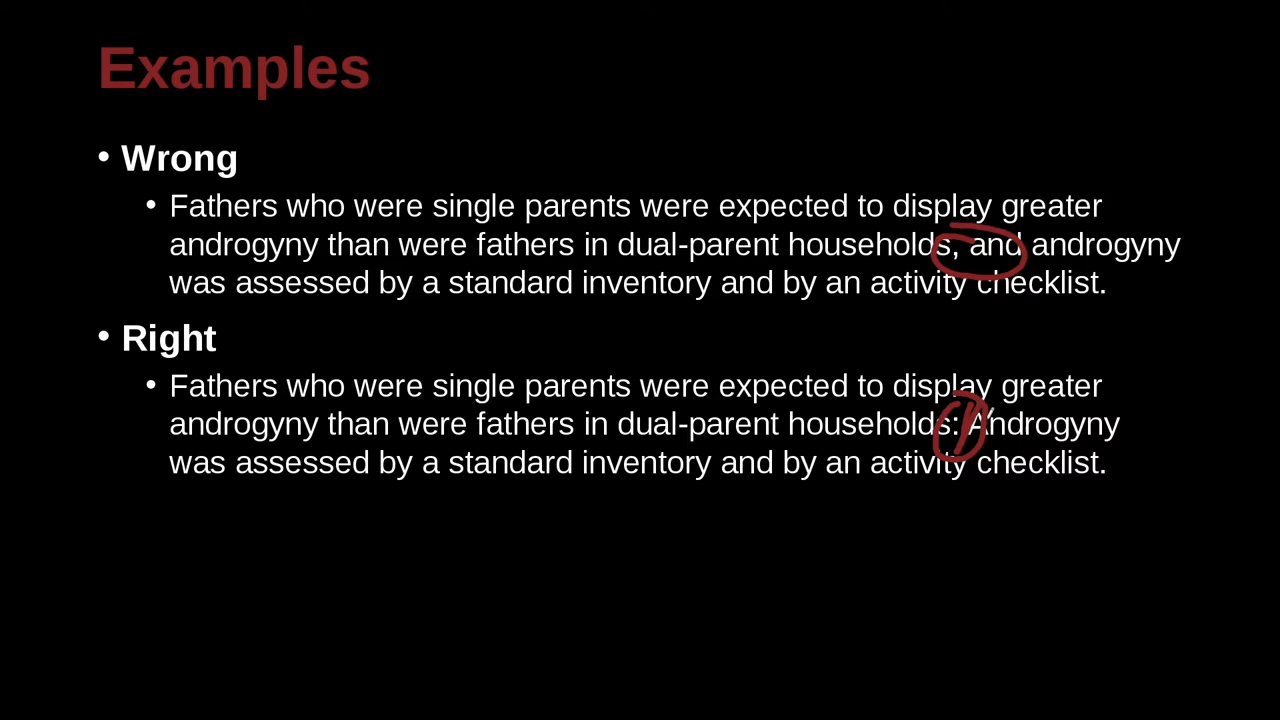 Examples
• Wrong
• Fathers who were single parents were expected to display greater
androgyny than were fathers in dual-parent households, and androgyny
was assessed by a standard inventory and by an activity checklist.
• Right
• Fathers who were single parents were expected to display greater
androgyny than were fathers in dual-parent households: Androgyny
was assessed by a standard inventory and by an activity checklist.